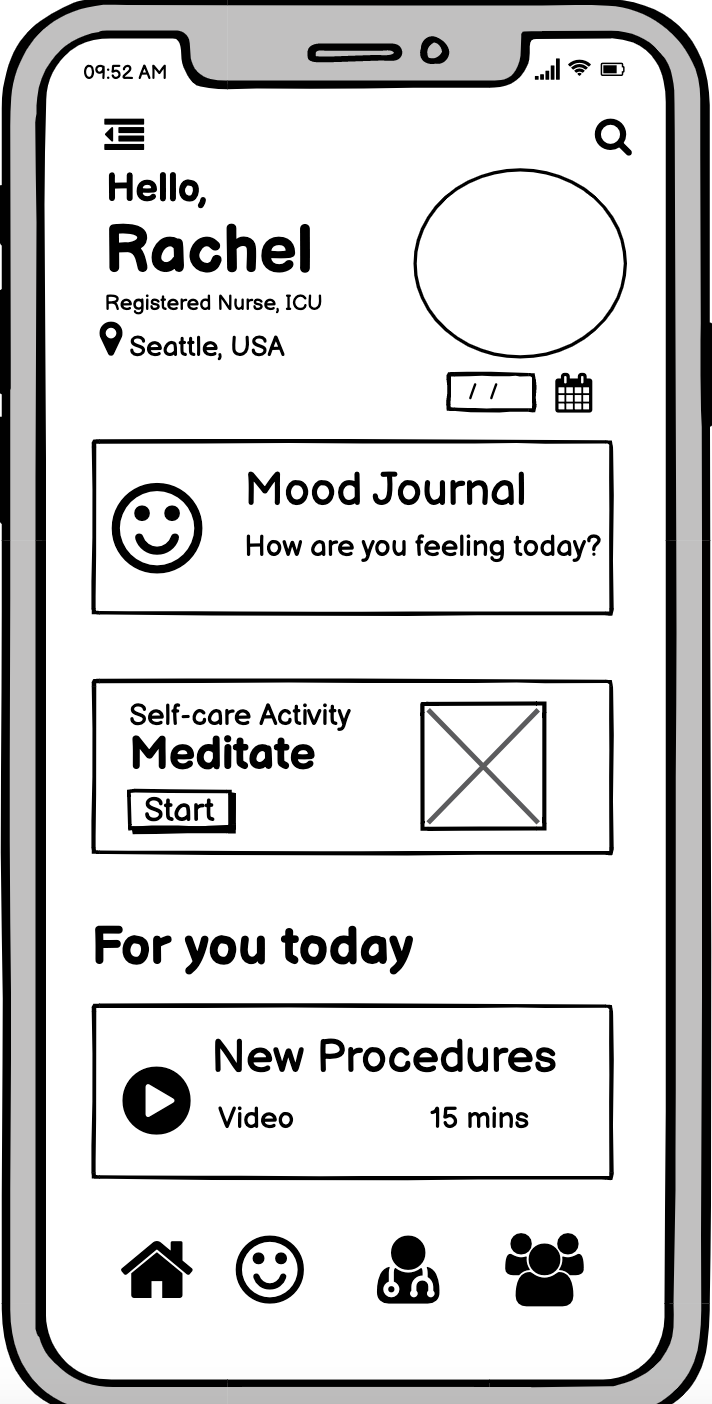 09:52 AM
Hello,
Rachel
Registered Nurse, ICU
Seattle, USA
/ /
Mood Journal
How are you feeling today?
Self-care Activity
Meditate
Start
For you today
New Procedures
Video 15 mins